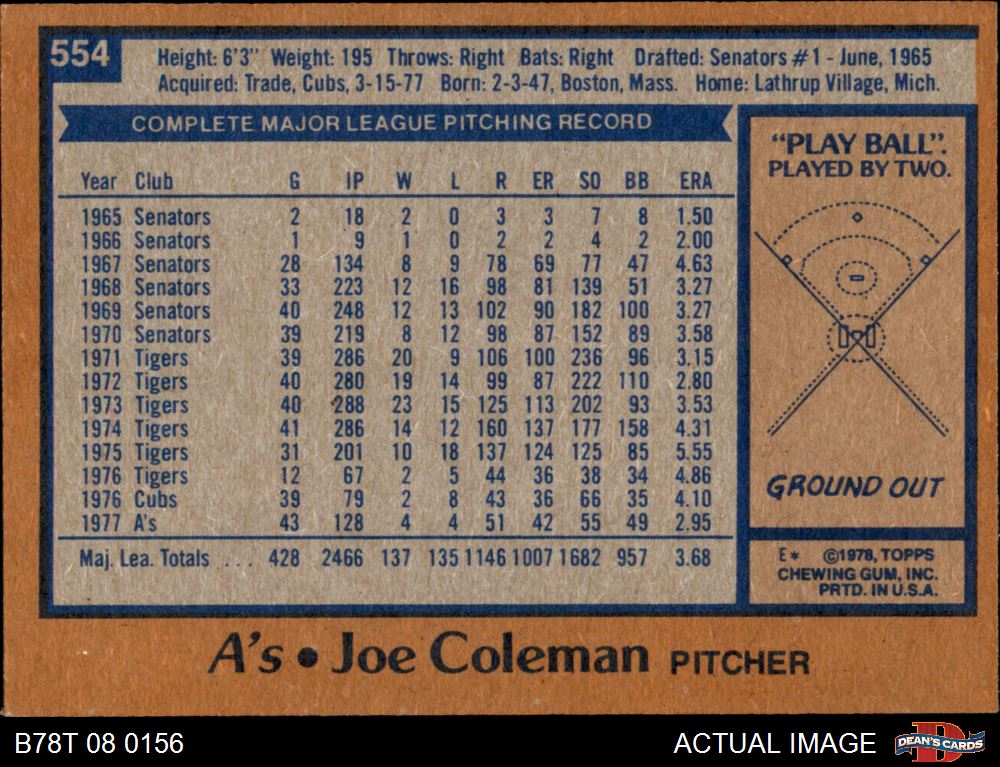 554
Height: 6'3" Weight: 195 Throws: Right Bats: Right Drafted: Senators #1 - June, 1965
Acquired: Trade, Cubs, 3-15-77 Born: 2-3-47, Boston, Mass. Home: Lathrup Village, Mich.
COMPLETE MAJOR LEAGUE PITCHING RECORD
Year Club G IP W L R ER SO BB ERA
1965 Senators 2 18 2 0 3 3 7 8 1.50
1966 Senators 1 9 1 0 2 2 4 2 2.00
1967 Senators 28 134 8 9 78 69 77 47 4.63
1968 Senators 33 223 12 16 98 81 139 51 3.27
1969 Senators 40 248 12 13 102 90 182 100 3.27
1970 Senators 39 219 8 12 98 87 152 89 3.58
1971 Tigers 39 286 20 9 106 100 236 96 3.15
1972 Tigers 40 280 19 14 99 87 222 110 2.80
1973 Tigers 40 288 23 15 125 113 202 93 3.53
1974 Tigers 41 286 14 12 160 137 177 158 4.31
1975 Tigers 31 201 10 18 137 124 125 85 5.55
1976 Tigers 12 67 2 5 44 36 38 34 4.86
1976 Cubs 39 79 2 8 43 36 66 35 4.10
1977 A's 43 128 4 4 51 42 55 49 2.95
Maj. Lea. Totals . . . 428 2466 137 135 1146 1007 1682 957 3.68
"PLAY BALL".
PLAYED BY TWO.
GROUND OUT
E* ©1978, TOPPS
CHEWING GUM, INC.
PRTD. IN U.S.A.
A's • Joe Coleman PITCHER
B78T 08 0156
ACTUAL IMAGE
D
DEAN'S CARDS